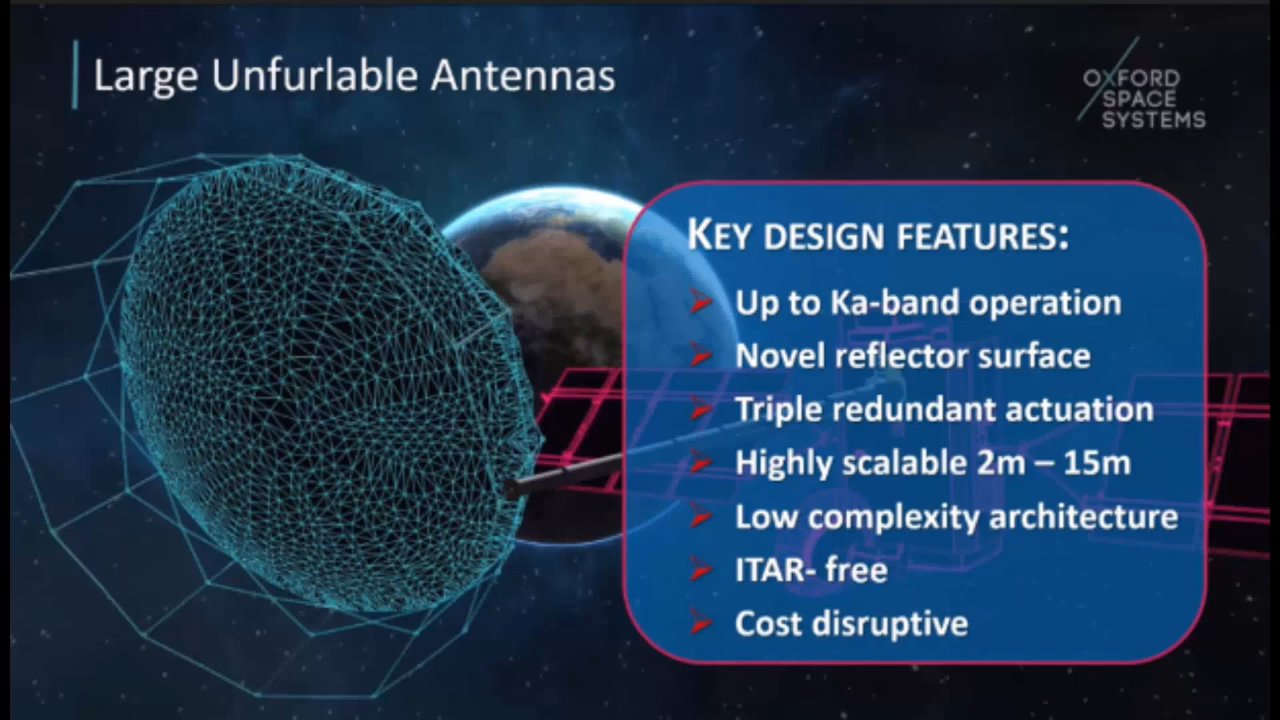 Large Unfurlable Antennas
OXFORD
SPACE
SYSTEMS
KEY DESIGN FEATURES:
Up to Ka-band operation
Novel reflector surface
Triple redundant actuation
Highly scalable 2m – 15m
Low complexity architecture
ITAR- free
Cost disruptive